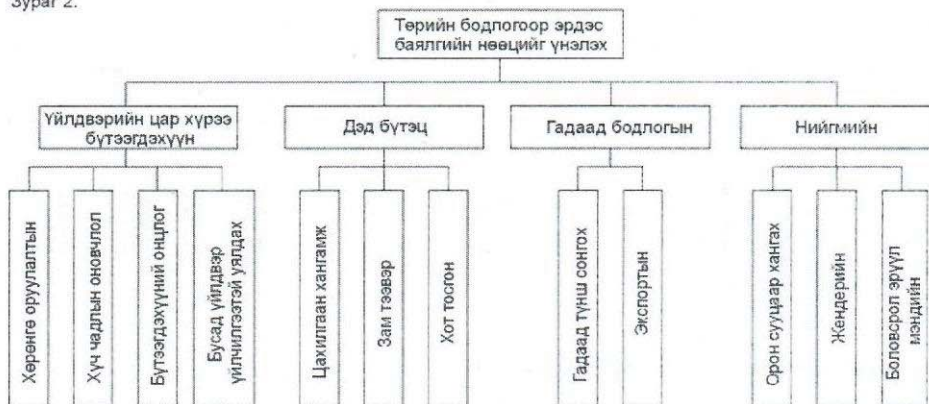 Зураг 2.
Төрийн бодлогоор эрдэс
баялгийн нөөцийг үнэлэх
Үйлдвэрийн цар хүрээ
бүтээгдэхүүн
Дэд бүтэц
Гадаад бодлогын
Нийгмийн
Хөрөнгө оруулалтын
Хүч чадлын оновчлол
Бүтээгдэхүүний онцлог
Бусад үйлдвэр
үйлчилгээтэй уялдах
Цахилгаан хангамж
Зам тээвэр
Хот тосгон
Гадаад түнш сонгох
Экспортын
Орон сууцаар хангах
Жендерийн
Боловсрол эрүүл
мэндийн